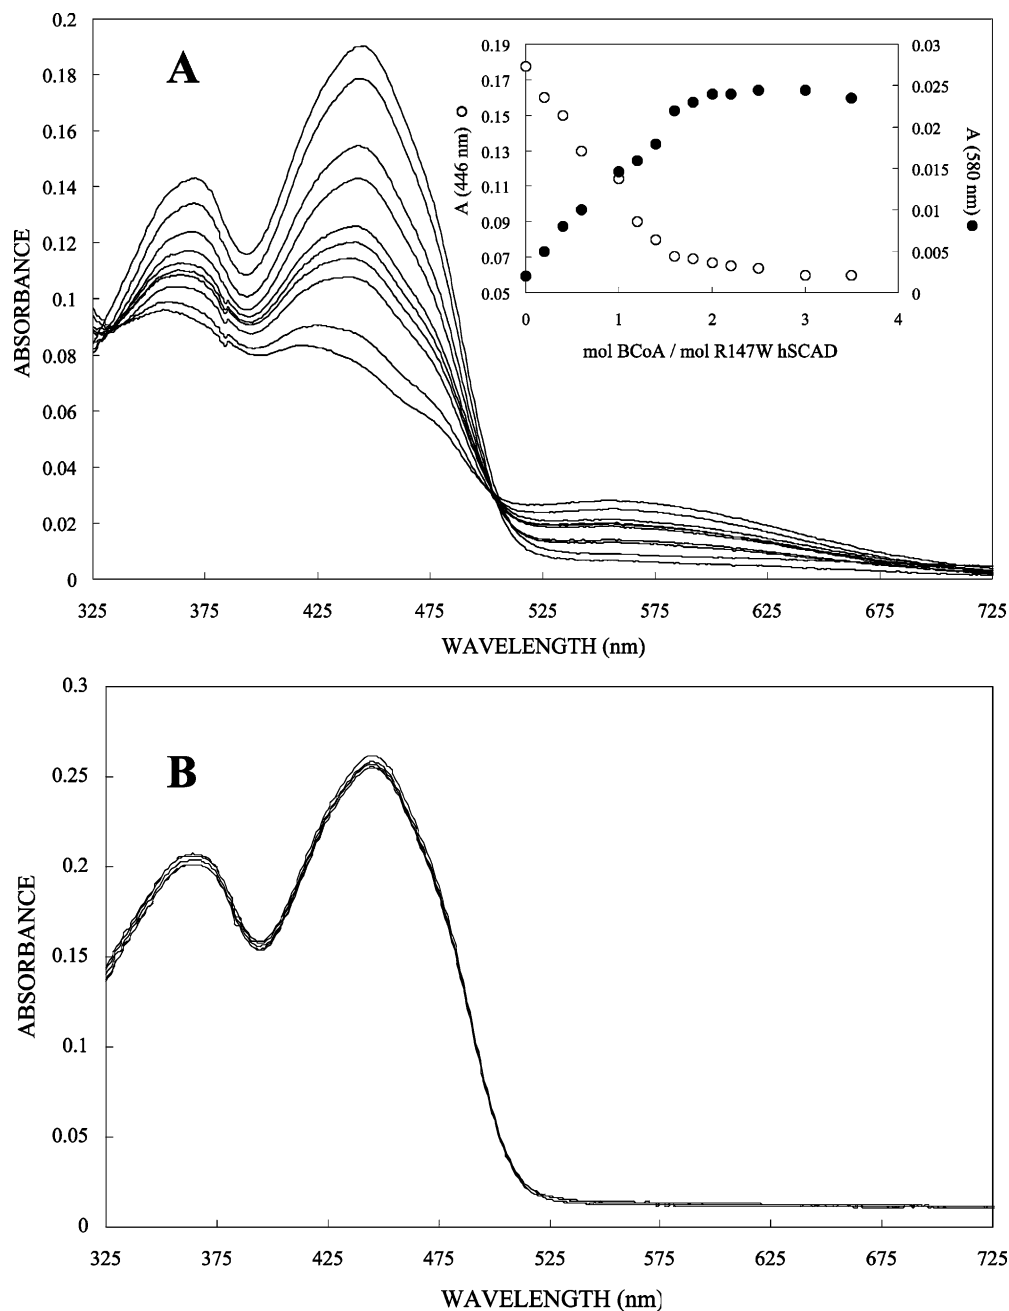 A
ABSORBANCE
0.2
0.18
0.16
0.14
0.12
0.1
0.08
0.06
0.04
0.02
0
325 375 425 475 525 575 625 675 725
WAVELENGTH (nm)
A (446 nm)
0.19
0.17
0.15
0.13
0.11
0.09
0.07
0.05
0 1 2 3 4
mol BCoA / mol R147W hSCAD
0.03
0.025
0.02
0.015
0.01
0.005
0
A (580 nm)
B
ABSORBANCE
0.3
0.25
0.2
0.15
0.1
0.05
0
325 375 425 475 525 575 625 675 725
WAVELENGTH (nm)